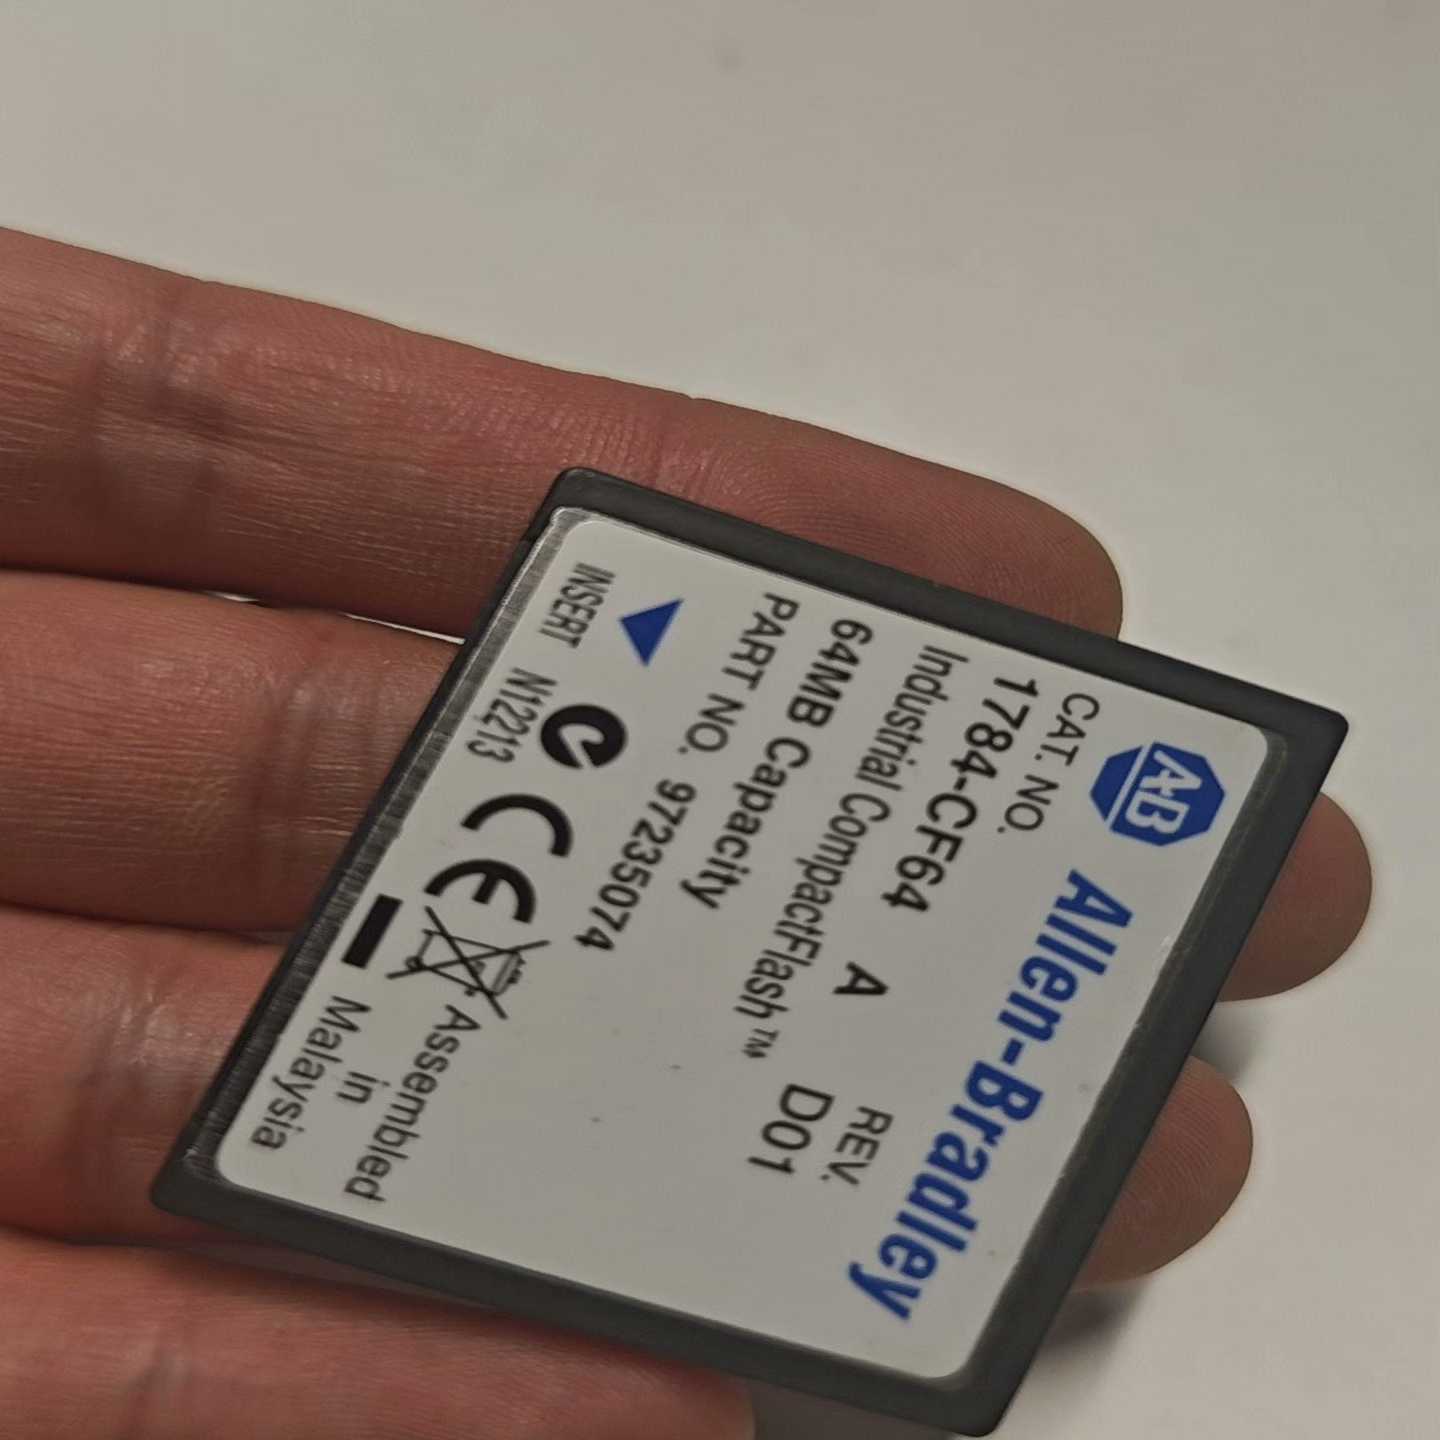 AB Allen-Bradley
CAT. NO.
1784-CF64 A
REV.
D01
Industrial CompactFlash™
64MB Capacity
PART NO. 97235074
INSERT
N12213
CE
Assembled
in
Malaysia